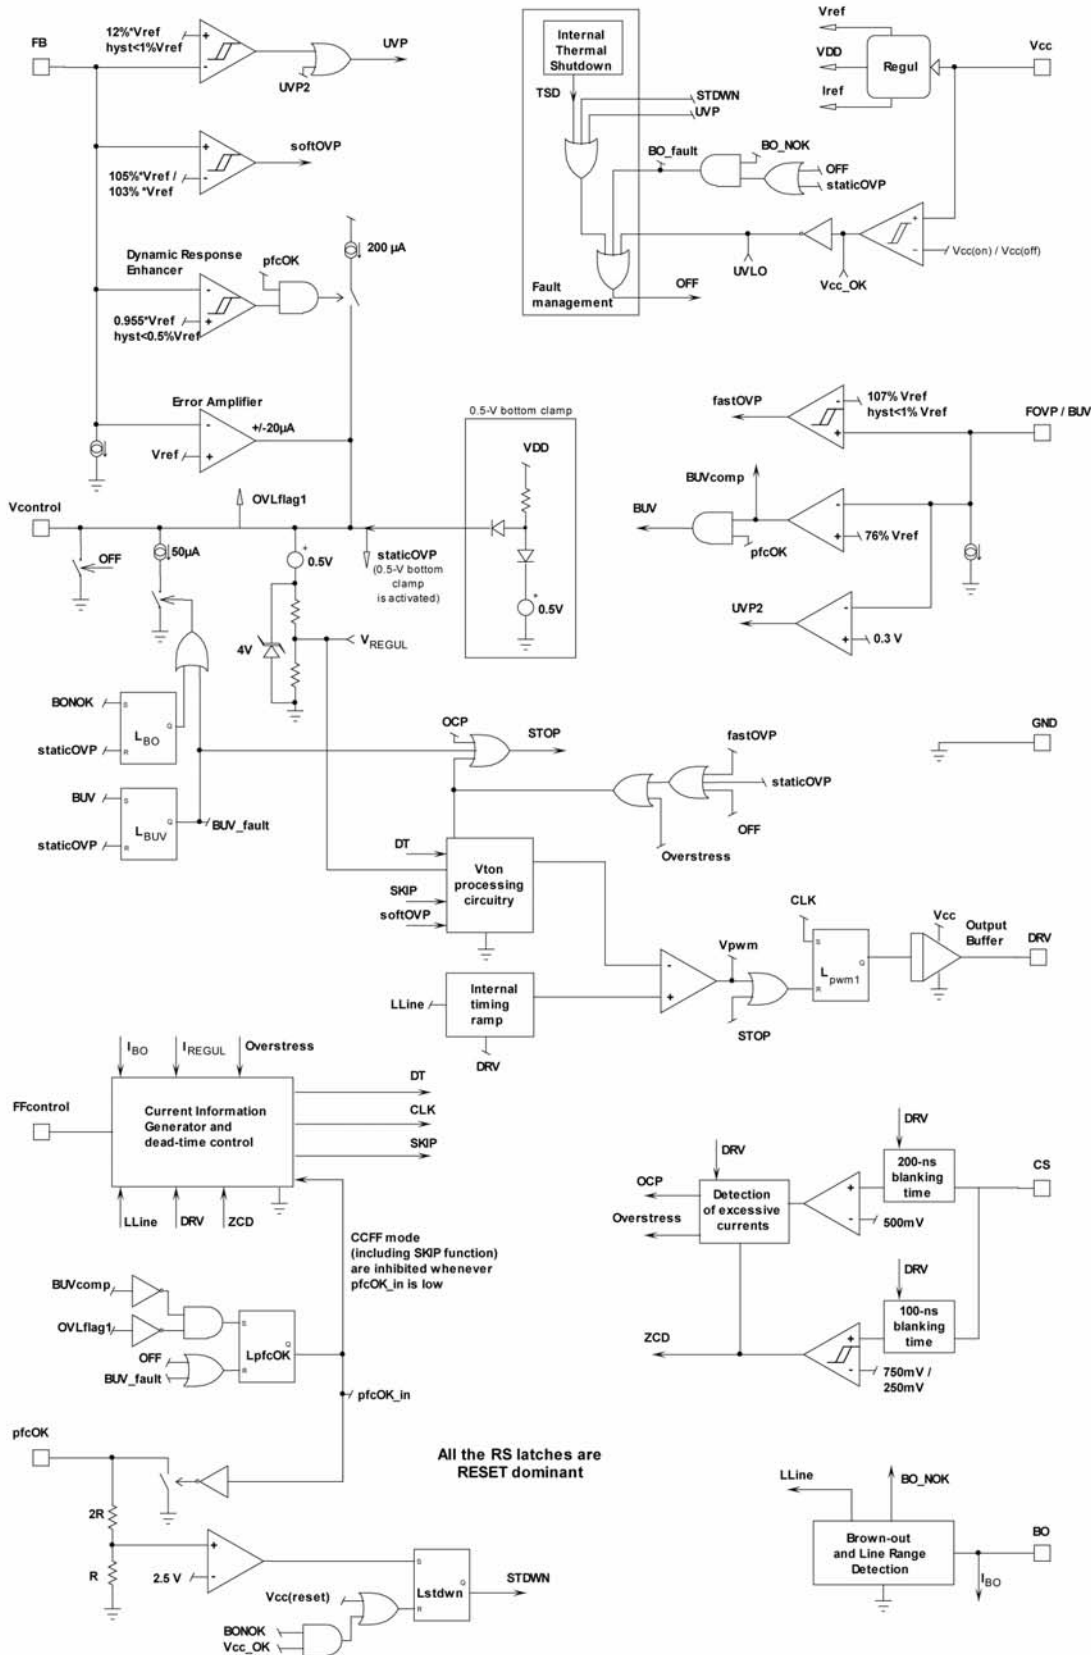 12%*Vref
hyst<1%Vref
FB
UVP
UVP2
softOVP
105%*Vref /
103% *Vref
Dynamic Response
Enhancer
pfcOK
200 µA
0.955*Vref
hyst<0.5%Vref
Error Amplifier
+/-20µA
Vref
Internal
Thermal
Shutdown
TSD
STDWN
UVP
BO_fault
BO_NOK
OFF
staticOVP
UVLO
Vcc_OK
Vcc(on) / Vcc(off)
OFF
Fault
management
Vref
VDD
Iref
Regul
Vcc
fastOVP
107% Vref
hyst<1% Vref
FOVP / BUV
BUVcomp
BUV
pfcOK
76% Vref
UVP2
0.3 V
0.5-V bottom clamp
VDD
0.5V
OVLflag1
Vcontrol
OFF
50µA
0.5V
staticOVP
(0.5-V bottom
clamp
is activated)
4V
VREGUL
BONOK
staticOVP
S
R
Q
LBO
BUV
staticOVP
S
R
Q
LBUV
BUV_fault
OCP
STOP
fastOVP
staticOVP
OFF
Overstress
GND
DT
SKIP
softOVP
Vton
processing
circuitry
LLine
Internal
timing
ramp
DRV
Vpwm
STOP
CLK
S
R
Q
Lpwm1
Vcc
Output
Buffer
DRV
IBO
IREGUL
Overstress
FFcontrol
Current Information
Generator and
dead-time control
DT
CLK
SKIP
LLine
DRV
ZCD
CCFF mode
(including SKIP function)
are inhibited whenever
pfcOK_in is low
BUVcomp
OVLflag1
OFF
BUV_fault
S
R
Q
LpfcOK
pfcOK_in
DRV
OCP
Overstress
Detection
of excessive
currents
DRV
200-ns
blanking
time
CS
500mV
DRV
100-ns
blanking
time
ZCD
750mV /
250mV
pfcOK
2R
R
2.5 V
All the RS latches are
RESET dominant
Vcc(reset)
BONOK
Vcc_OK
S
R
Q
Lstdwn
STDWN
LLine
BO_NOK
Brown-out
and Line Range
Detection
BO
IBO